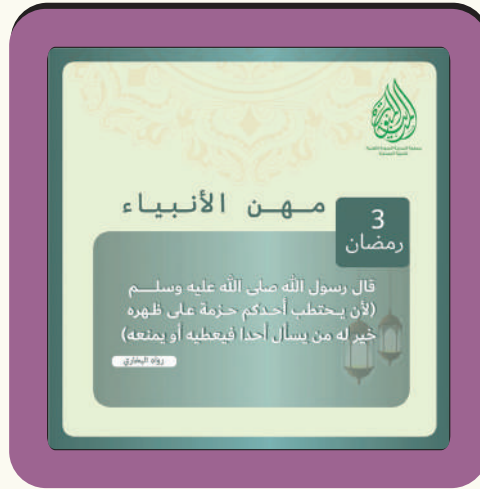 مهن الأنبياء
3
رمضان
قال رسول الله صلى الله عليه وسلم
(لأن يحتطب أحدكم حزمة على ظهره
خير له من يسأل أحدا فيعطيه أو يمنعه)
رواه البخاري